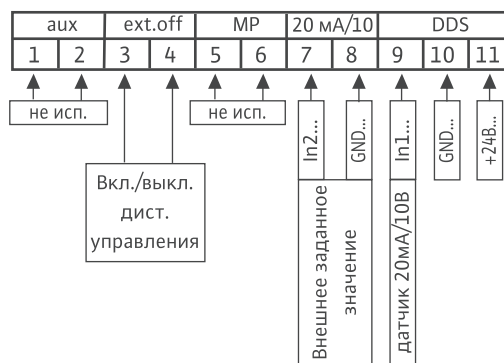 aux ext.off MP 20 мА/10 DDS
1 2 3 4 5 6 7 8 9 10 11
не исп. не исп.
In2... GND... In1... GND... +24В...
Вкл./выкл.
дист.
управления
Внешнее заданное
значение
датчик 20мА/10В